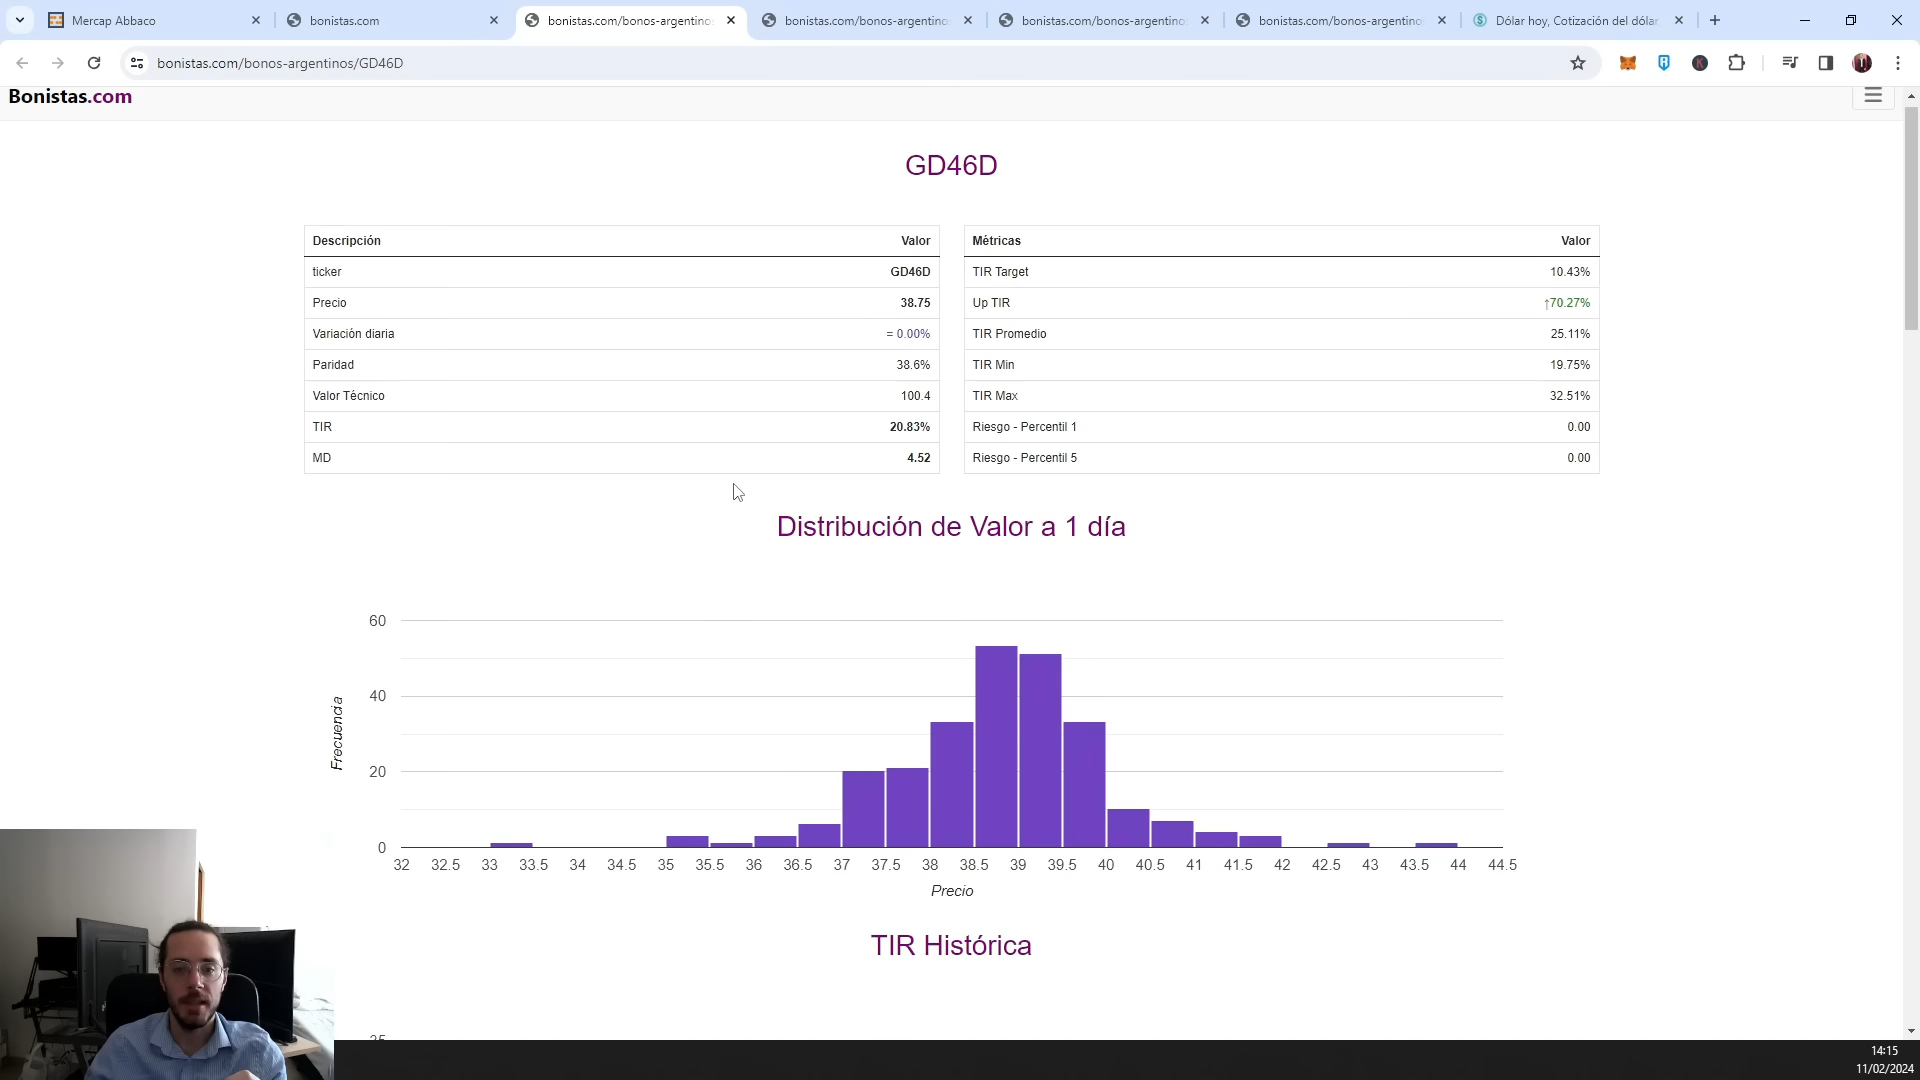 Mercap Abbaco
bonistas.com
bonistas.com/bonos-argentinos
bonistas.com/bonos-argentino
bonistas.com/bonos-argentino
bonistas.com/bonos-argentino
Dólar hoy, Cotización del dólar
bonistas.com/bonos-argentinos/GD46D
Bonistas.com
GD46D
Descripción Valor
ticker GD46D
Precio 38.75
Variación diaria = 0.00%
Paridad 38.6%
Valor Técnico 100.4
TIR 20.83%
MD 4.52
Métricas Valor
TIR Target 10.43%
Up TIR ↑70.27%
TIR Promedio 25.11%
TIR Min 19.75%
TIR Max 32.51%
Riesgo - Percentil 1 0.00
Riesgo - Percentil 5 0.00
Distribución de Valor a 1 día
60
40
20
0
Frecuencia
32 32.5 33 33.5 34 34.5 35 35.5 36 36.5 37 37.5 38 38.5 39 39.5 40 40.5 41 41.5 42 42.5 43 43.5 44 44.5
Precio
TIR Histórica
14:15
11/02/2024